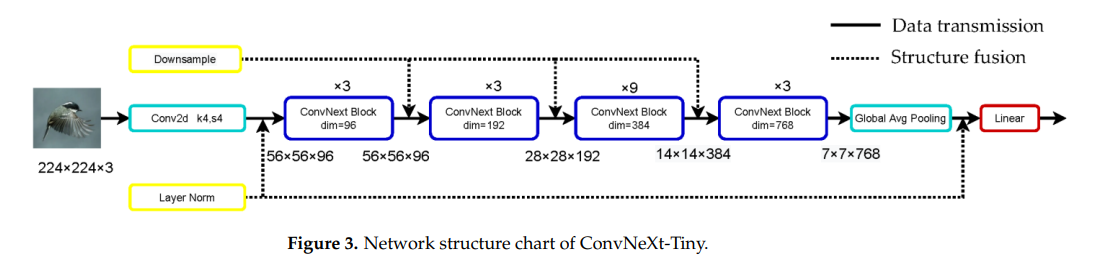 Data transmission
Structure fusion
Downsample
×3
×3
×9
×3
Conv2d k4,s4
ConvNext Block
dim=96
ConvNext Block
dim=192
ConvNext Block
dim=384
ConvNext Block
dim=768
Global Avg Pooling
Linear
224×224×3
56×56×96
56×56×96
28×28×192
14×14×384
7×7×768
Layer Norm
Figure 3. Network structure chart of ConvNeXt-Tiny.